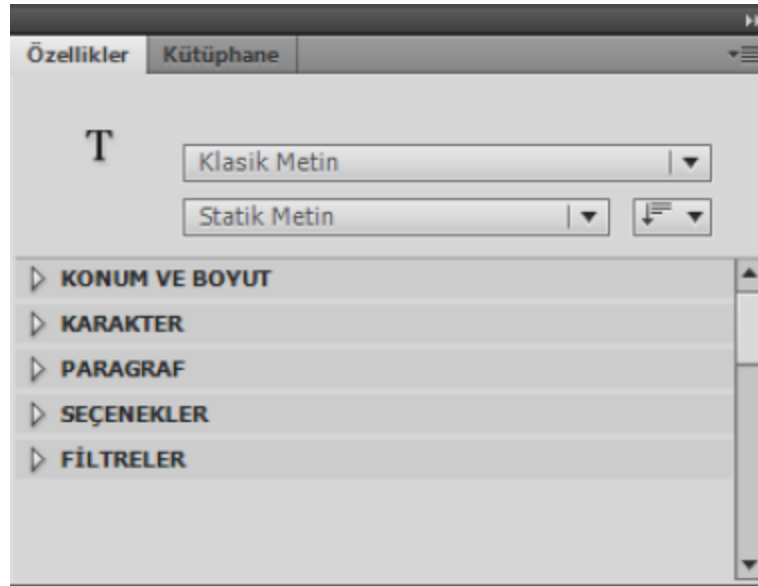 Özellikler Kütüphane
T
Klasik Metin
Statik Metin
KONUM VE BOYUT
KARAKTER
PARAGRAF
SEÇENEKLER
FİLTRELER